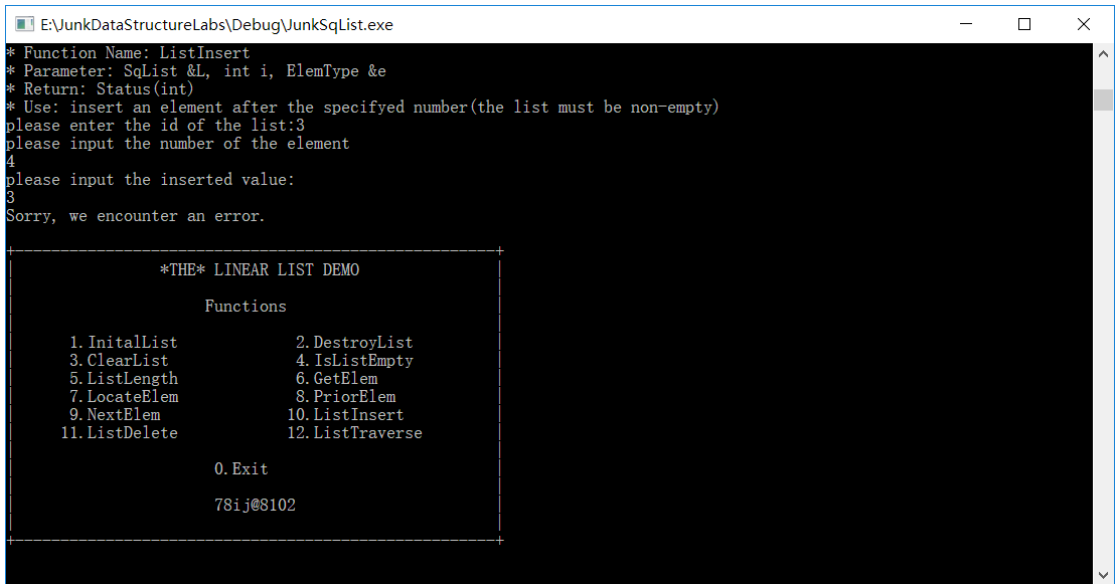 E:\JunkDataStructureLabs\Debug\JunkSqList.exe
* Function Name: ListInsert
* Parameter: SqList &L, int i, ElemType &e
* Return: Status(int)
* Use: insert an element after the specifyed number(the list must be non-empty)
please enter the id of the list:3
please input the number of the element
4
please input the inserted value:
3
Sorry, we encounter an error.
*THE* LINEAR LIST DEMO
Functions
1.InitalList 2.DestroyList
3.ClearList 4.IsListEmpty
5.ListLength 6.GetElem
7.LocateElem 8.PriorElem
9.NextElem 10.ListInsert
11.ListDelete 12.ListTraverse
0.Exit
78ij@8102